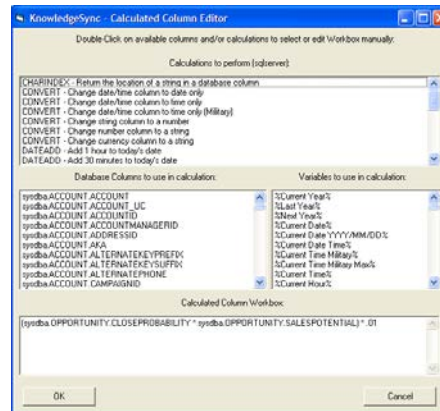 KnowledgeSync - Calculated Column Editor
Double-Click on available columns and/or calculations to select or edit Workbox manually:
Calculations to perform (sqlserver):
CHARINDEX - Return the location of a string in a database column
CONVERT - Change date/time column to date only
CONVERT - Change date/time column to time only
CONVERT - Change date/time column to time only (Military)
CONVERT - Change string column to a number
CONVERT - Change number column to a string
CONVERT - Change currency column to a string
DATEADD - Add 1 hour to today's date
DATEADD - Add 30 minutes to today's date
Database Columns to use in calculation:
sysdba.ACCOUNT.ACCOUNT
sysdba.ACCOUNT.ACCOUNT_UC
sysdba.ACCOUNT.ACCOUNTID
sysdba.ACCOUNT.ACCOUNTMANAGERID
sysdba.ACCOUNT.ADDRESSID
sysdba.ACCOUNT.AKA
sysdba.ACCOUNT.ALTERNATEKEYPREFIX
sysdba.ACCOUNT.ALTERNATEKEYSUFFIX
sysdba.ACCOUNT.ALTERNATEPHONE
sysdba.ACCOUNT.CAMPAIGNID
Variables to use in calculation:
%Current Year%
%Last Year%
%Next Year%
%Current Date%
%Current Date YYYY/MM/DD%
%Current Date Time%
%Current Time Military%
%Current Time Military Max%
%Current Time%
%Current Hour%
Calculated Column Workbox:
(sysdba.OPPORTUNITY.CLOSEPROBABILITY * sysdba.OPPORTUNITY.SALESPOTENTIAL) * .01
OK
Cancel